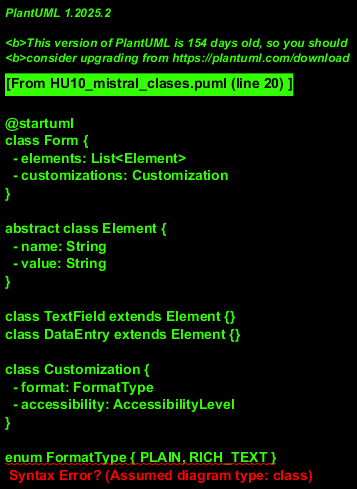 PlantUML 1.2025.2
<b>This version of PlantUML is 154 days old, so you should
<b>consider upgrading from https://plantuml.com/download
[From HU10_mistral_clases.puml (line 20) ]
@startuml
class Form {
- elements: List<Element>
- customizations: Customization
}
abstract class Element {
- name: String
- value: String
}
class TextField extends Element {}
class DataEntry extends Element {}
class Customization {
- format: FormatType
- accessibility: AccessibilityLevel
}
enum FormatType { PLAIN, RICH_TEXT }
Syntax Error? (Assumed diagram type: class)